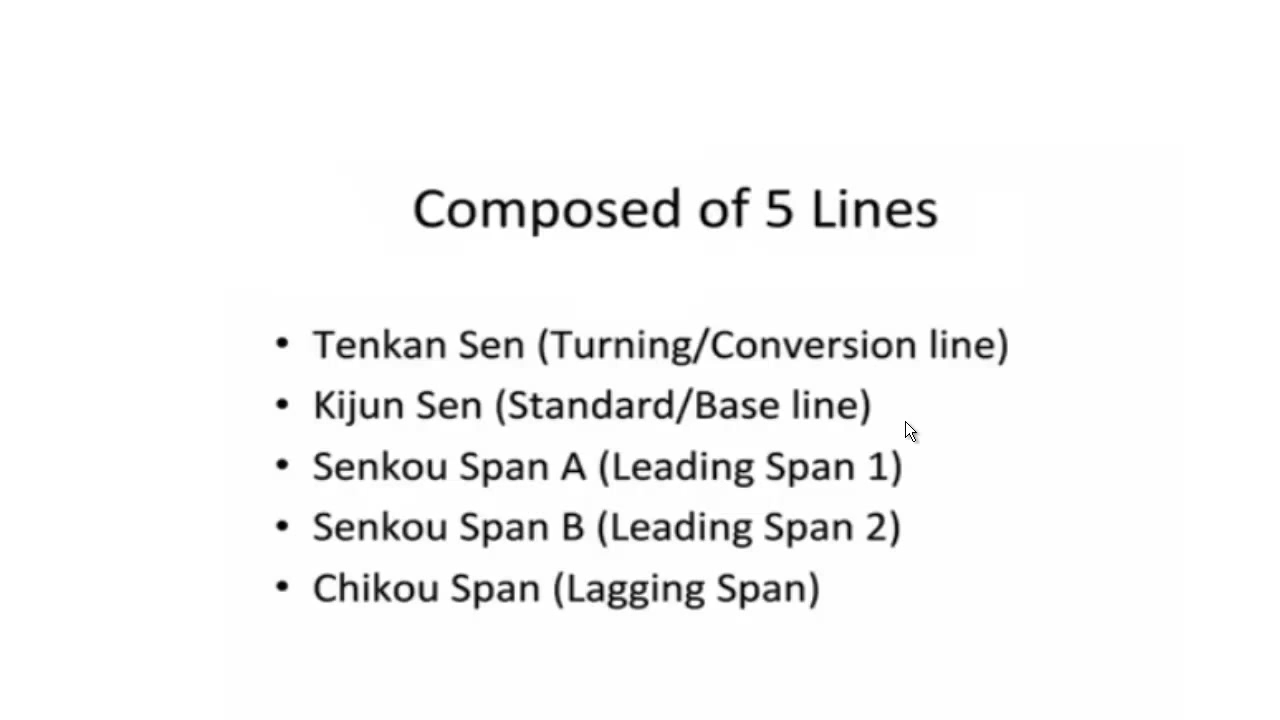 Composed of 5 Lines
• Tenkan Sen (Turning/Conversion line)
• Kijun Sen (Standard/Base line)
• Senkou Span A (Leading Span 1)
• Senkou Span B (Leading Span 2)
• Chikou Span (Lagging Span)